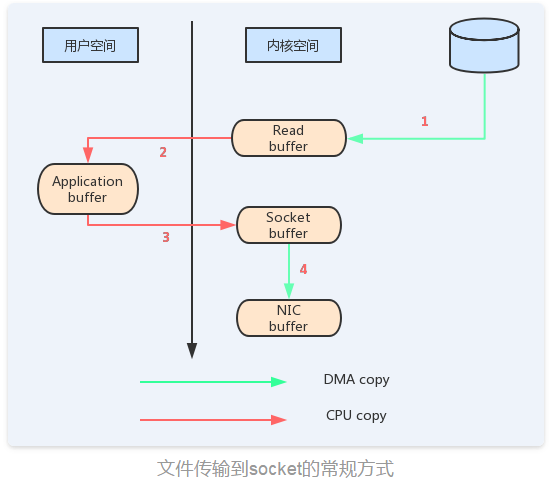 用户空间
内核空间
1
Read
buffer
2
Application
buffer
Socket
buffer
3
4
NIC
buffer
DMA copy
CPU copy
文件传输到socket的常规方式